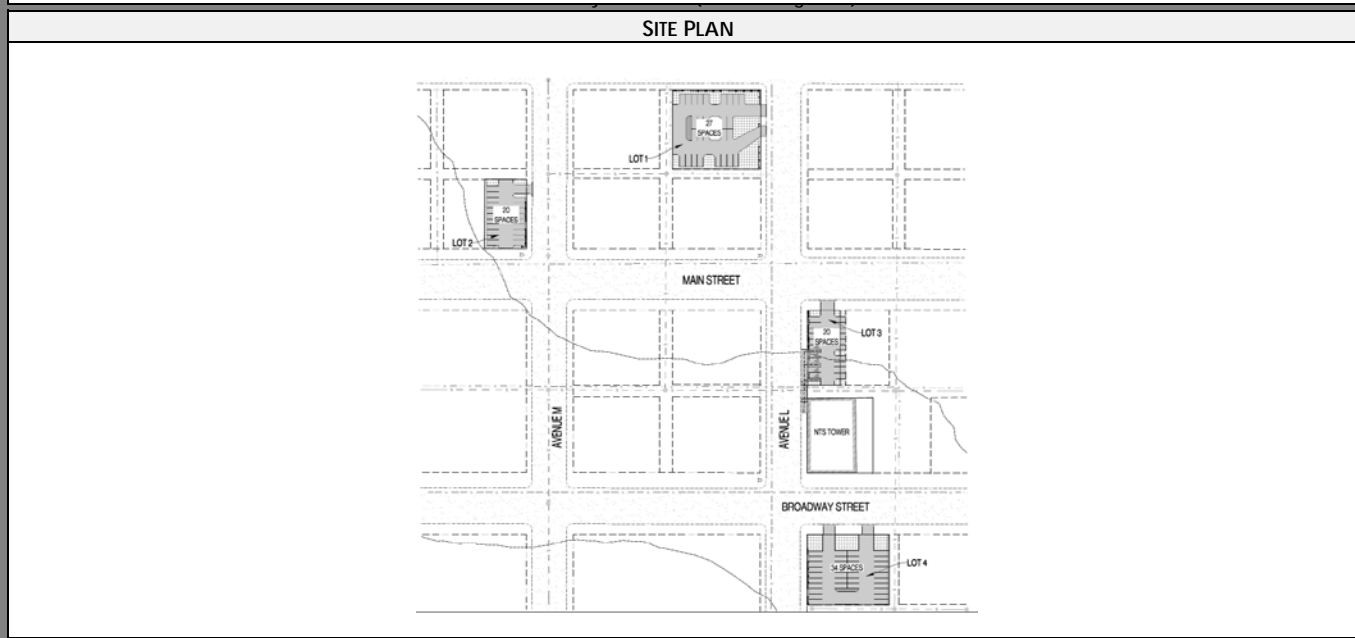 SITE PLAN
27
SPACES
LOT 1
20
SPACES
LOT 2
MAIN STREET
20
SPACES
LOT 3
AVENUE M
AVENUE L
NTS TOWER
BROADWAY STREET
34 SPACES
LOT 4